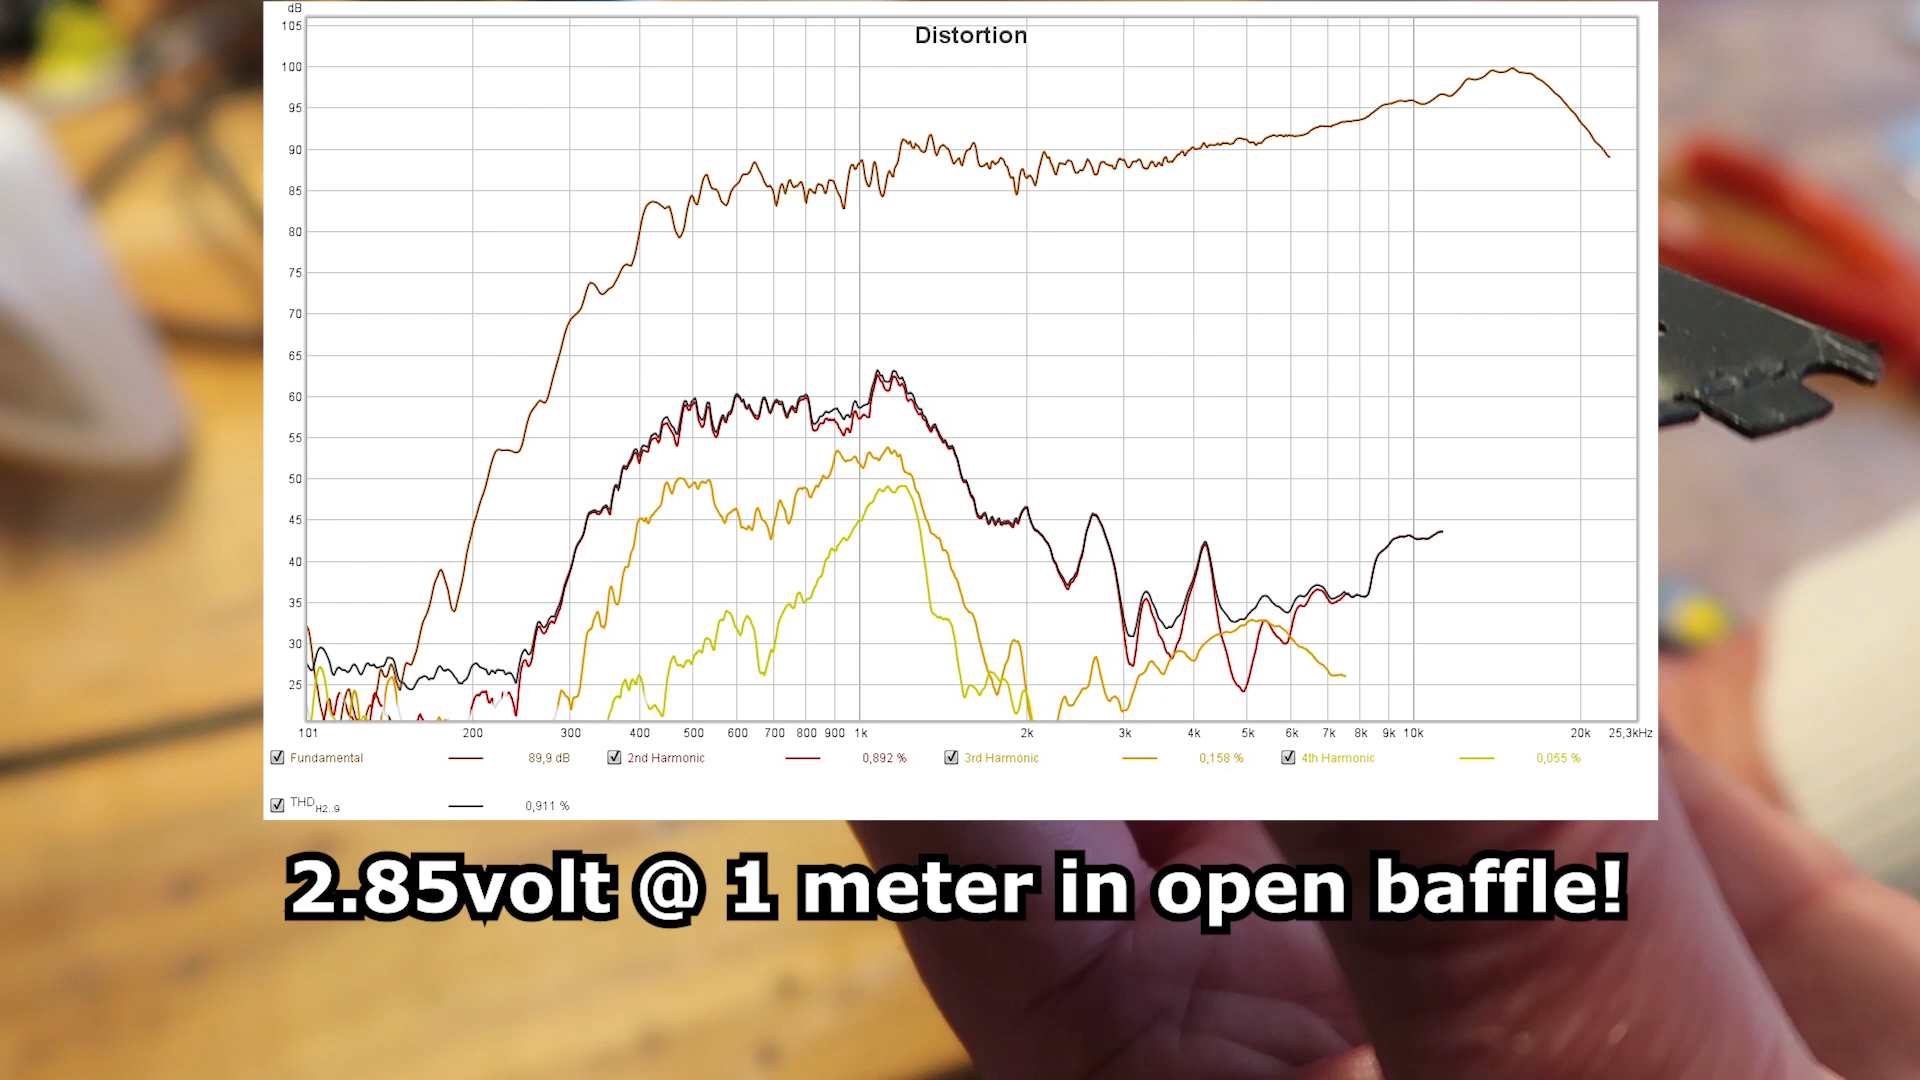 dB
Distortion
105
100
95
90
85
80
75
70
65
60
55
50
45
40
35
30
25
101 200 300 400 500 600 700 800 900 1k 2k 3k 4k 5k 6k 7k 8k 9k 10k 20k 25,3kHz
Fundamental 89,9 dB 2nd Harmonic 0,892 % 3rd Harmonic 0,158 % 4th Harmonic 0,055 %
THD H2..9 0,911 %
2.85volt @ 1 meter in open baffle!